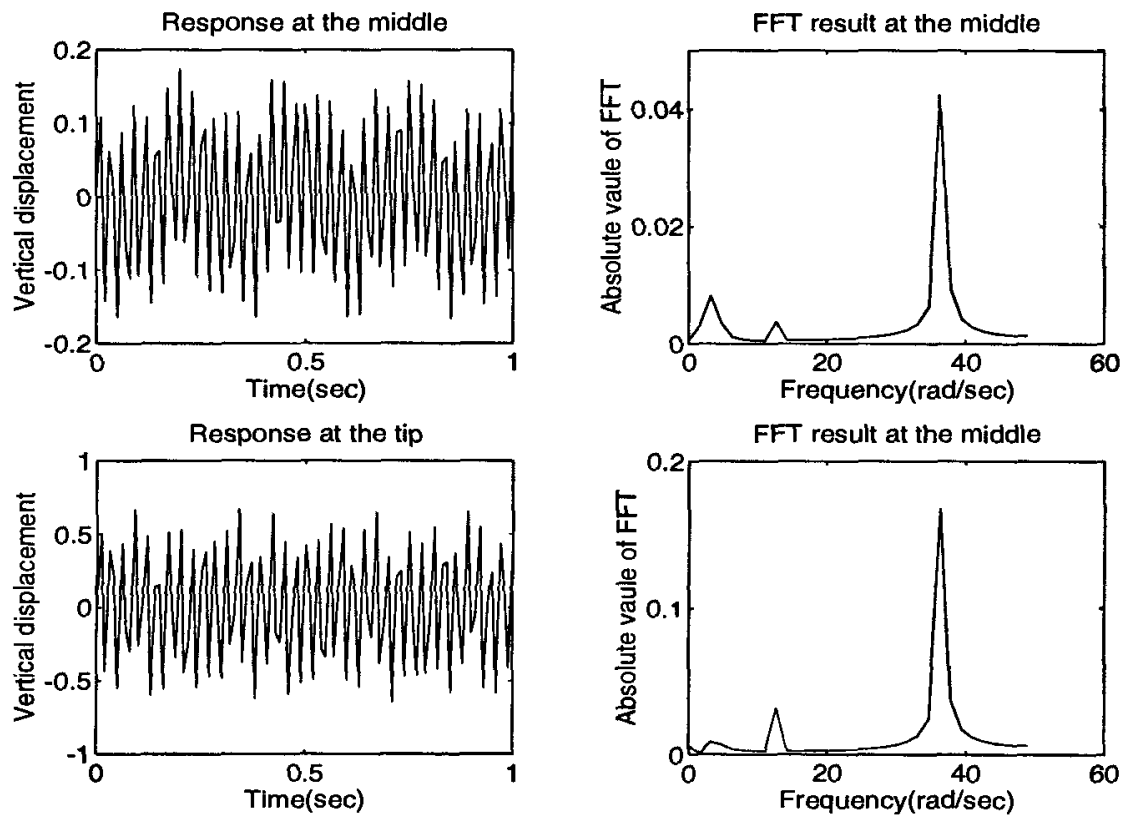 Response at the middle
0.2
0.1
0
-0.1
-0.2
Vertical displacement
0
0.5
1
Time(sec)
FFT result at the middle
0.04
0.02
0
Absolute vaule of FFT
0
20
40
60
Frequency(rad/sec)
Response at the tip
1
0.5
0
-0.5
-1
Vertical displacement
0
0.5
1
Time(sec)
FFT result at the middle
0.2
0.1
0
Absolute vaule of FFT
0
20
40
60
Frequency(rad/sec)